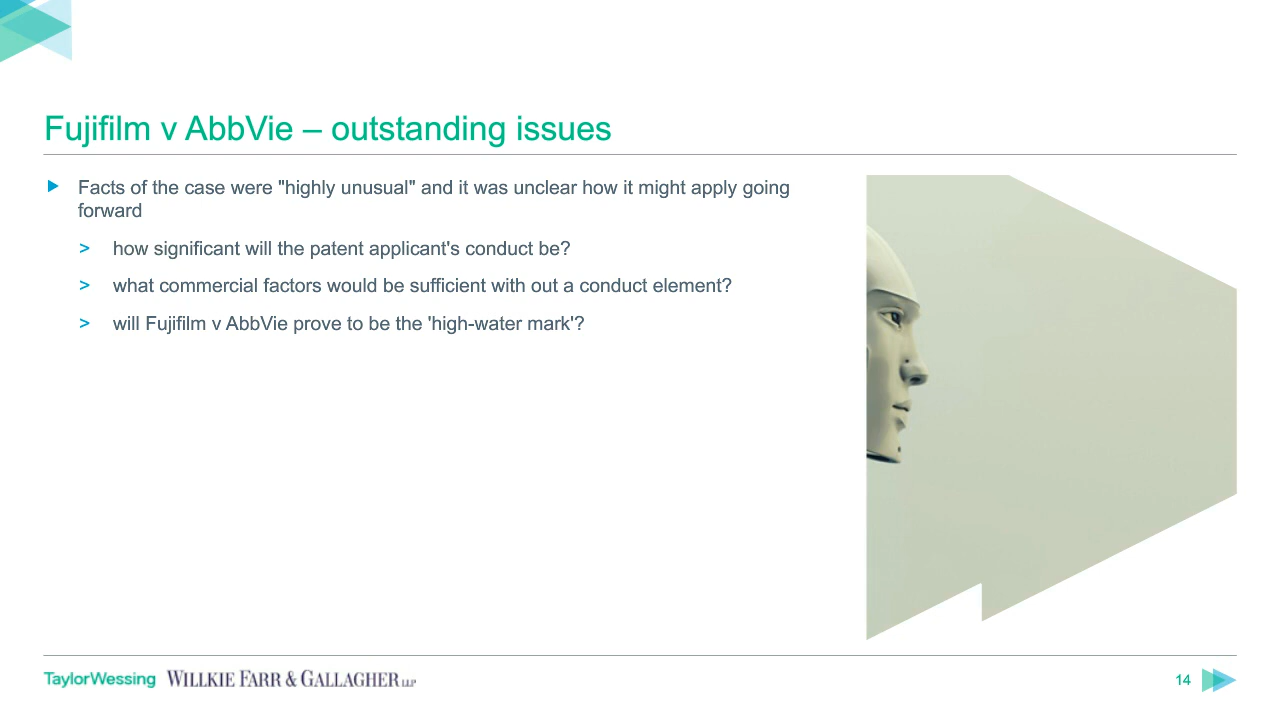 Fujifilm v AbbVie – outstanding issues
Facts of the case were "highly unusual" and it was unclear how it might apply going
forward
> how significant will the patent applicant's conduct be?
> what commercial factors would be sufficient with out a conduct element?
> will Fujifilm v AbbVie prove to be the 'high-water mark'?
TaylorWessing WILLKIE FARR & GALLAGHER LLP
14